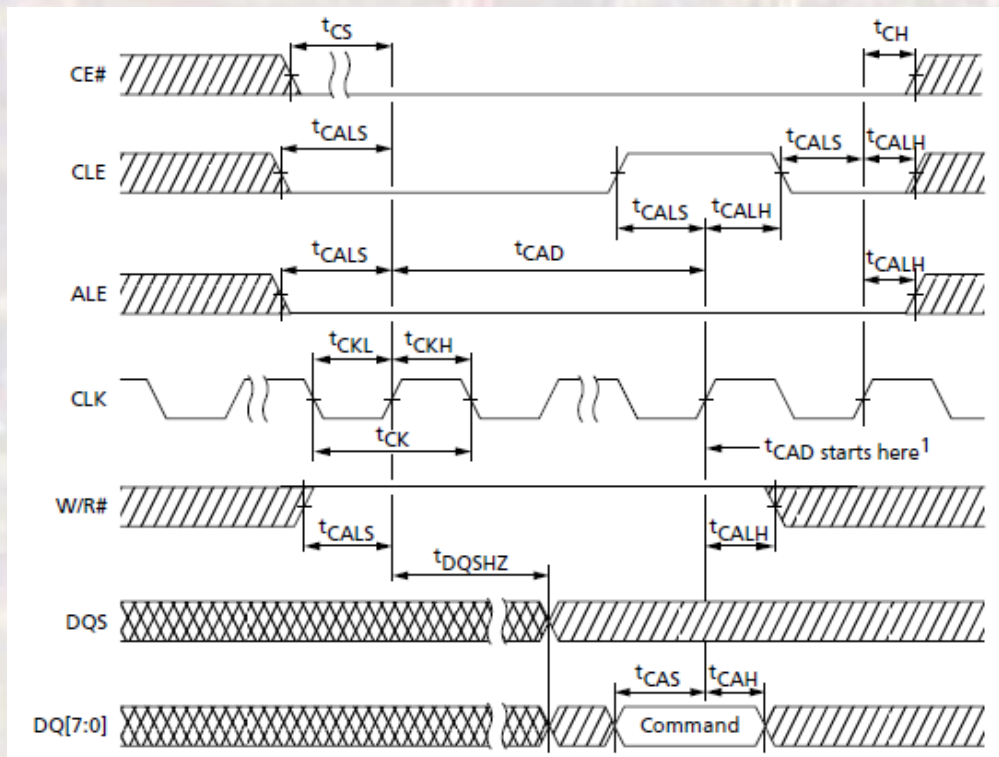 tCS
tCH
CE#
tCALS
tCALS
tCALH
CLE
tCALS
tCALH
tCALS
tCAD
tCALH
ALE
tCKL
tCKH
CLK
tCK
tCAD starts here1
W/R#
tCALS
tCALH
tDQSHZ
DQS
tCAS
tCAH
DQ[7:0]
Command